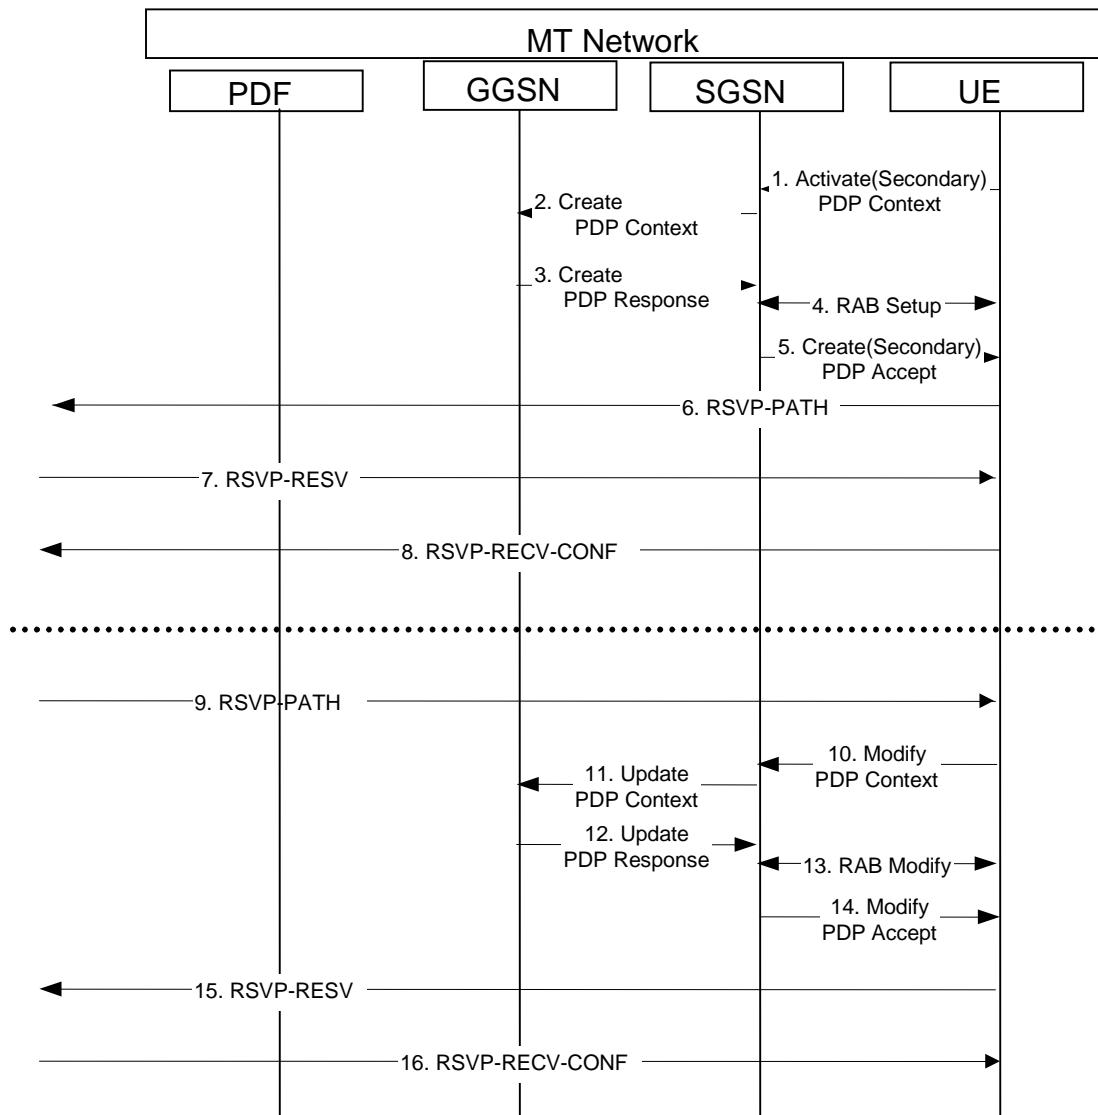 MT Network
PDF
GGSN
SGSN
UE
1. Activate(Secondary)
PDP Context
2. Create
PDP Context
3. Create
PDP Response
4. RAB Setup
5. Create(Secondary)
PDP Accept
6. RSVP-PATH
7. RSVP-RESV
8. RSVP-RECV-CONF
9. RSVP-PATH
10. Modify
PDP Context
11. Update
PDP Context
12. Update
PDP Response
13. RAB Modify
14. Modify
PDP Accept
15. RSVP-RESV
16. RSVP-RECV-CONF